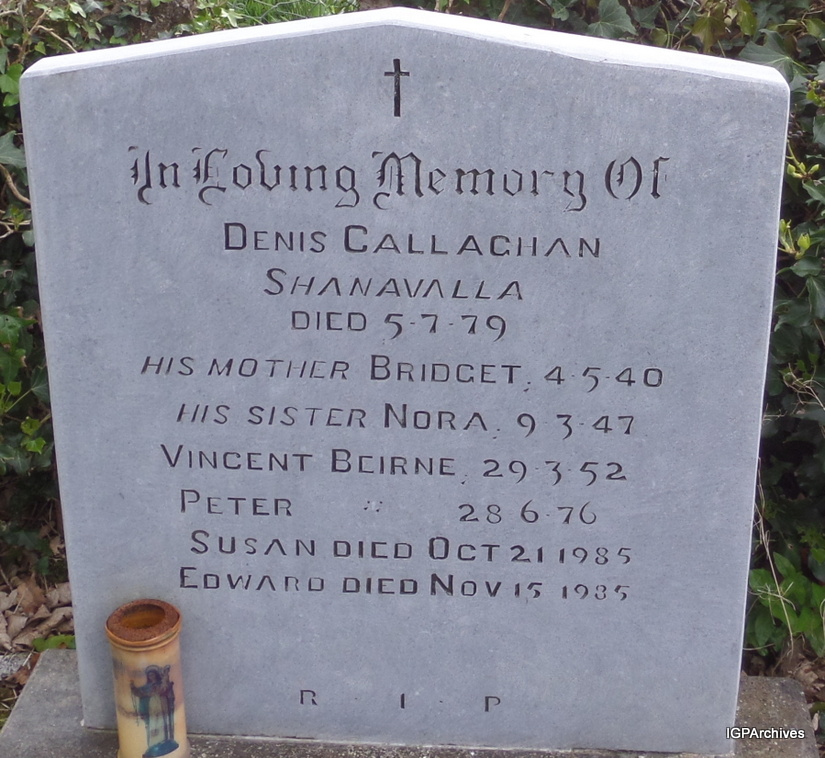 In Loving Memory Of
DENIS CALLAGHAN
SHANAVALLA
DIED 5·7·79
HIS MOTHER BRIDGET, 4·5·40
HIS SISTER NORA, 9·3·47
VINCENT BEIRNE, 29·3·52
PETER " 28·6·76
SUSAN DIED OCT 21 1985
EDWARD DIED NOV 15 1985
R · I · P
IGPArchives